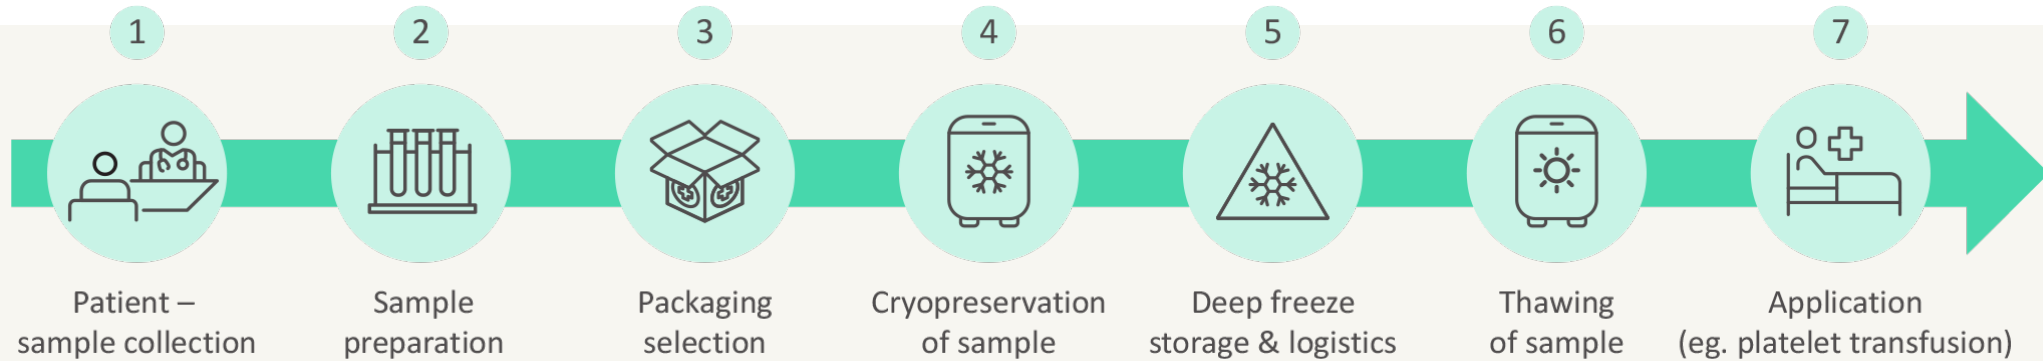 1
2
3
4
5
6
7
Patient –
sample collection
Sample
preparation
Packaging
selection
Cryopreservation
of sample
Deep freeze
storage & logistics
Thawing
of sample
Application
(eg. platelet transfusion)